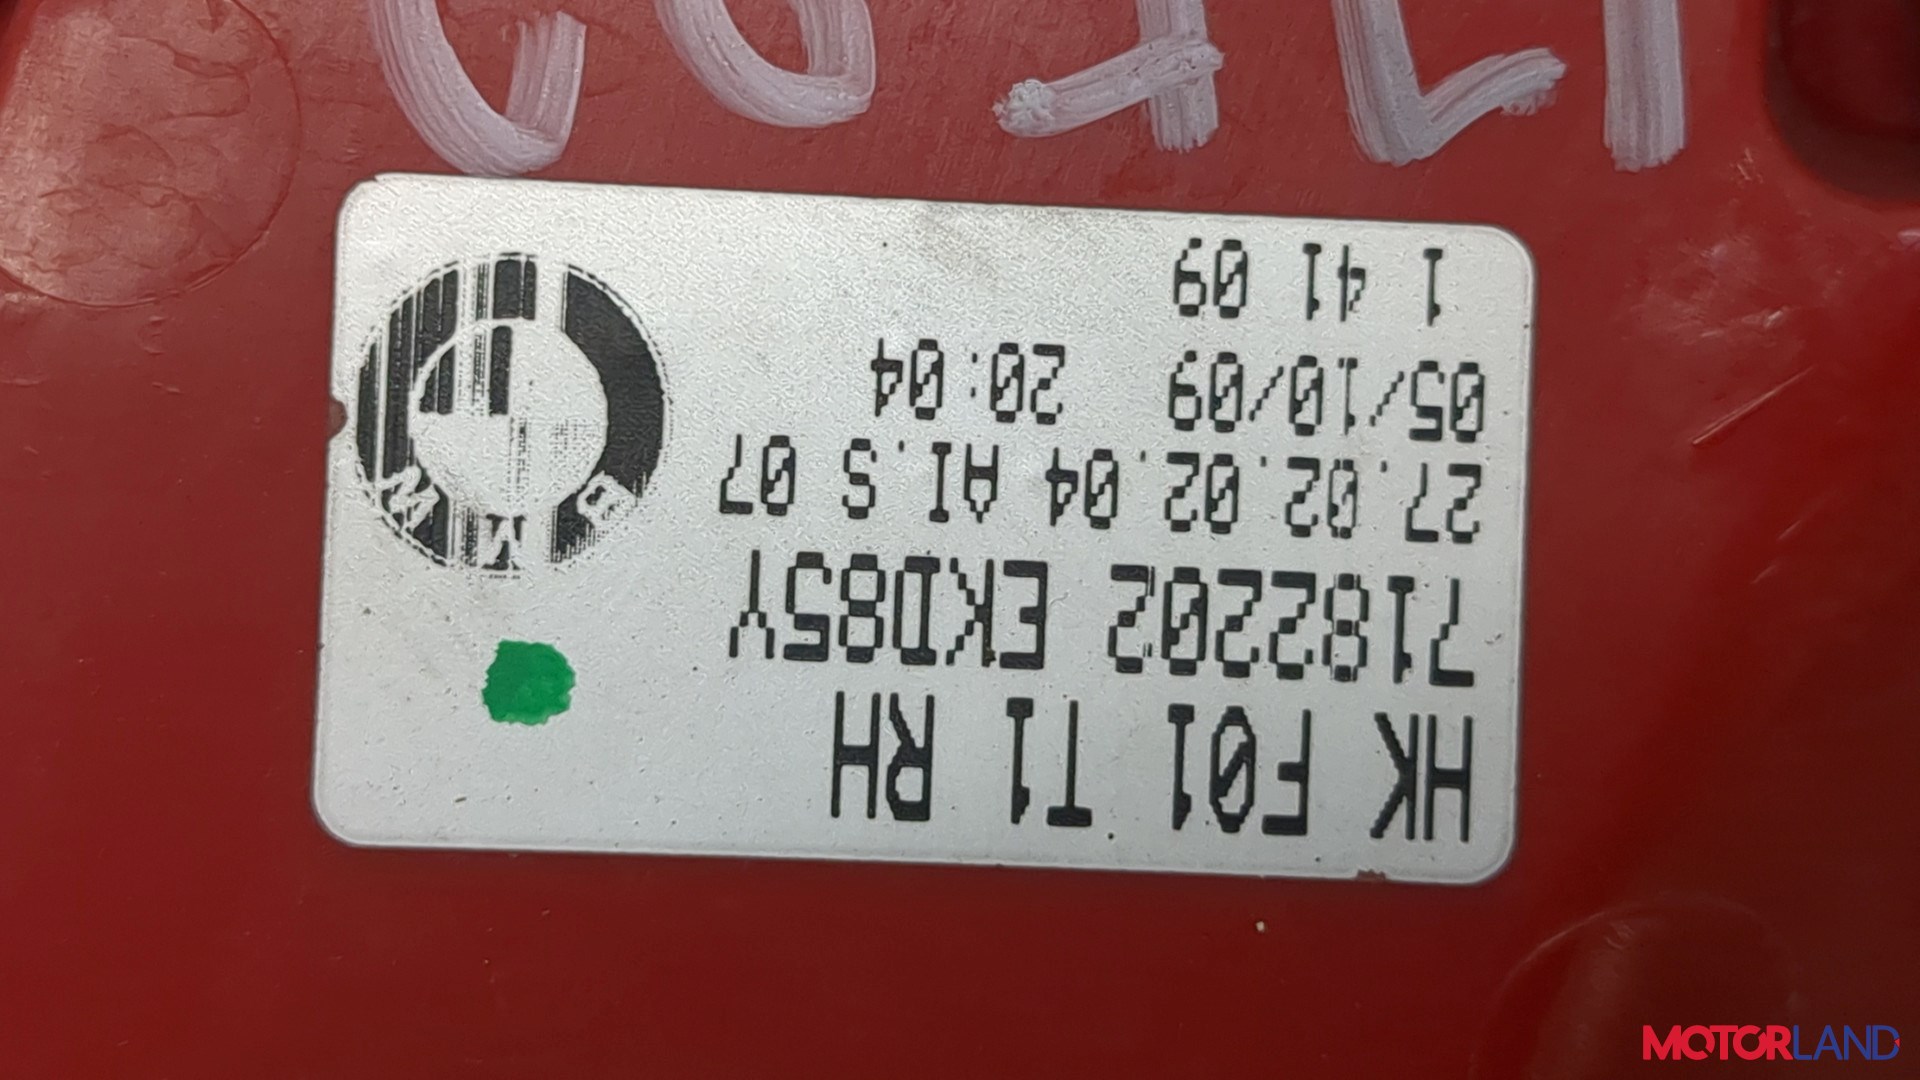 HK F01 T1 RH
7182202 EKD85Y
27.02.02.04 AI.S 07
05/10/09 20:04
1 41 09
BMW
MOTORLAND